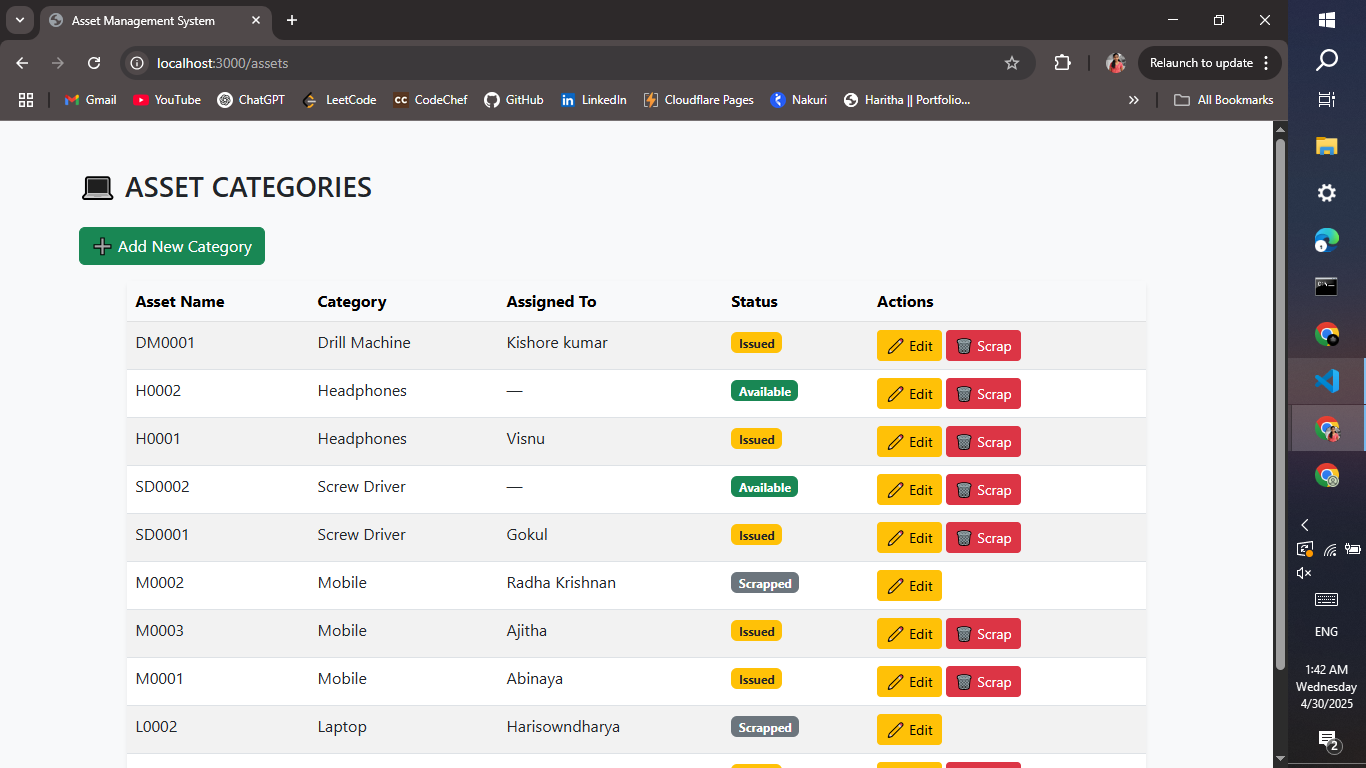 Asset Management System
localhost:3000/assets
Relaunch to update
Gmail YouTube ChatGPT LeetCode CodeChef GitHub LinkedIn Cloudflare Pages Nakuri Haritha || Portfolio... » All Bookmarks
ASSET CATEGORIES
Add New Category
Asset Name Category Assigned To Status Actions
DM0001 Drill Machine Kishore kumar Issued Edit Scrap
H0002 Headphones — Available Edit Scrap
H0001 Headphones Visnu Issued Edit Scrap
SD0002 Screw Driver — Available Edit Scrap
SD0001 Screw Driver Gokul Issued Edit Scrap
M0002 Mobile Radha Krishnan Scrapped Edit
M0003 Mobile Ajitha Issued Edit Scrap
M0001 Mobile Abinaya Issued Edit Scrap
L0002 Laptop Harisowndharya Scrapped Edit
ENG
1:42 AM
Wednesday
4/30/2025
2